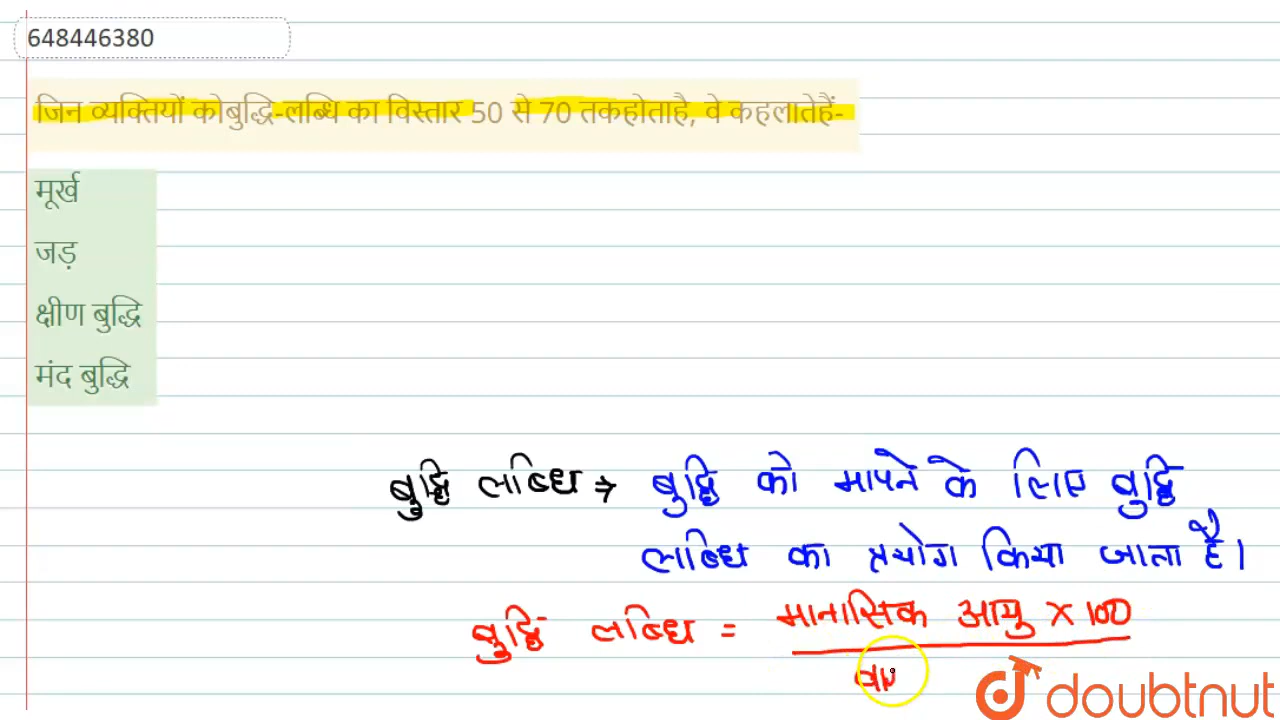 648446380
जिन व्यक्तियों कोबुद्धि-लब्धि का विस्तार 50 से 70 तकहोताहै, वे कहलातेहैं-
मूर्ख
जड़
क्षीण बुद्धि
मंद बुद्धि
बुद्धि लब्धि → बुद्धि को मापने के लिए बुद्धि
लब्धि का प्रयोग किया जाता है।
बुद्धि लब्धि = मानसिक आयु × 100
doubtnut